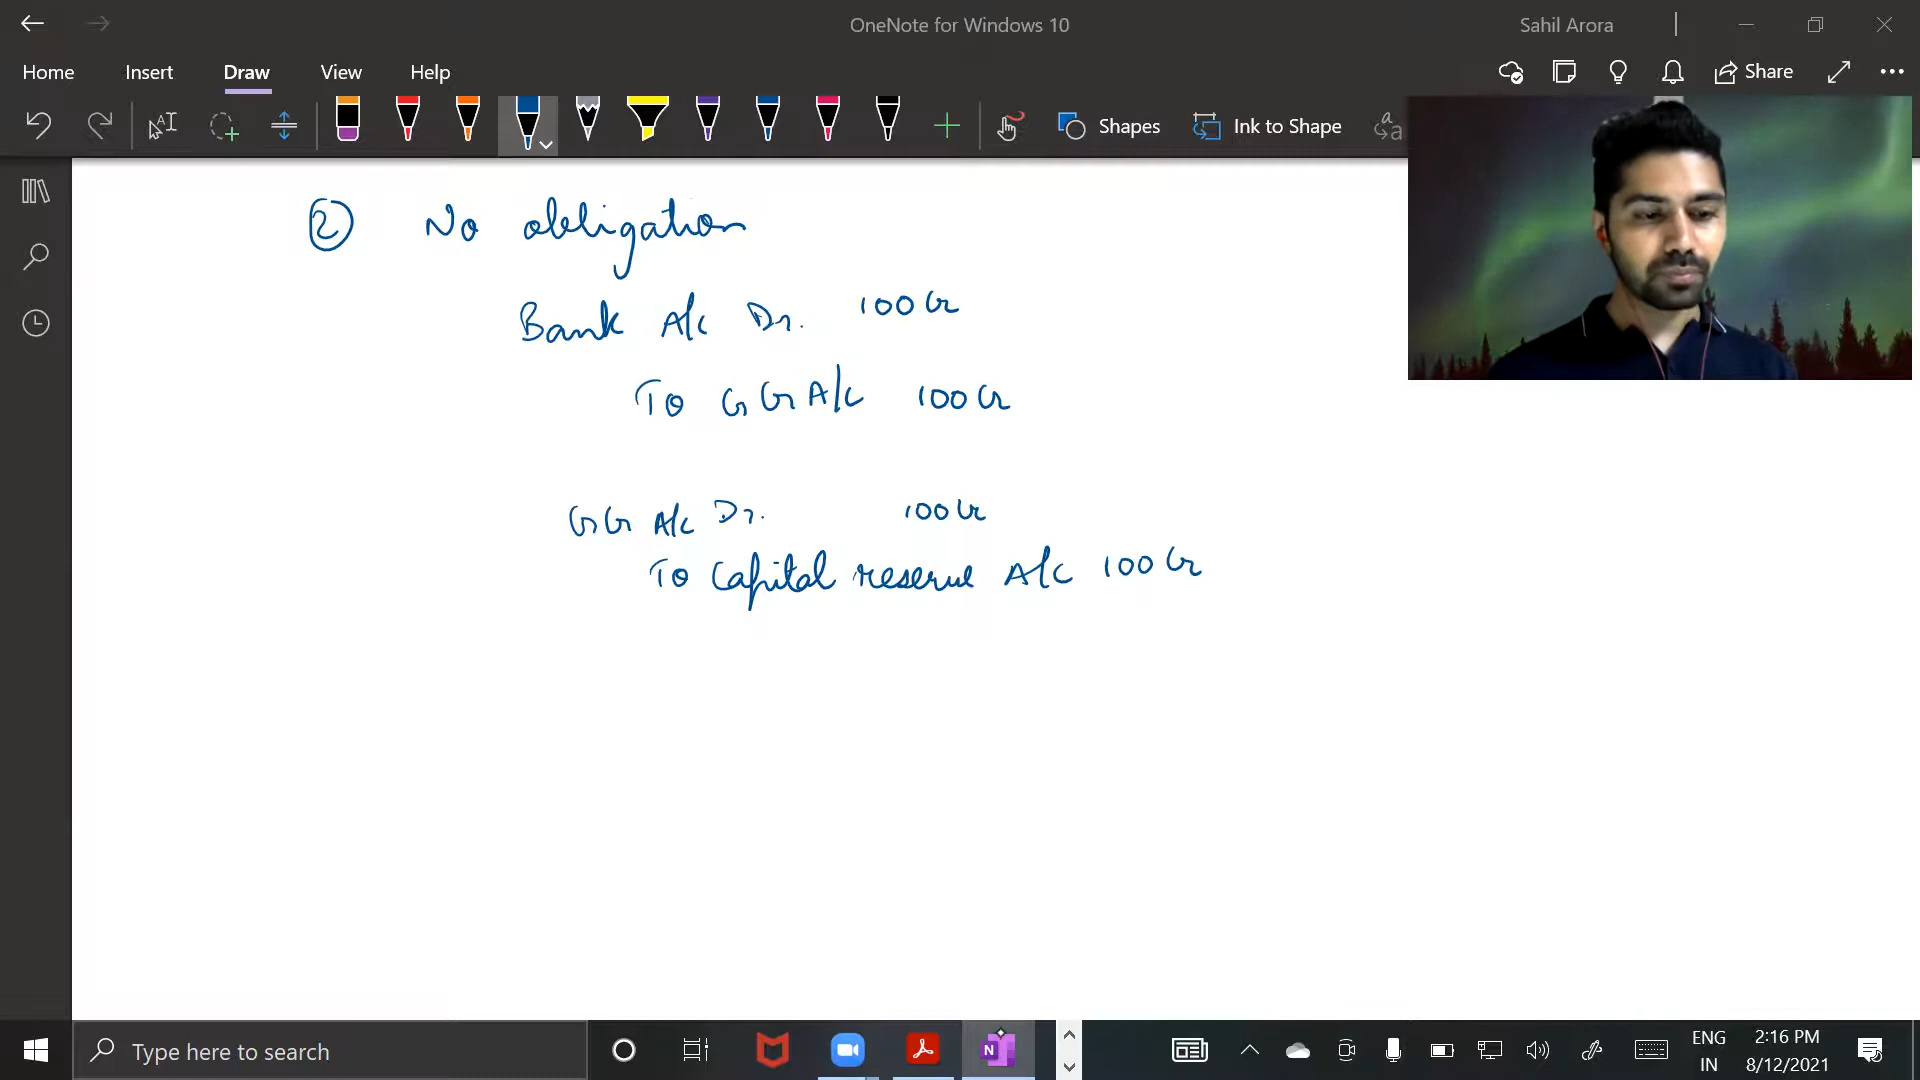 OneNote for Windows 10
Sahil Arora
Home Insert Draw View Help
Share
Shapes
Ink to Shape
② No obligation
Bank A/c Dr. 100 Cr
To GG A/c 100 Cr
GG A/c Dr. 100 Cr
To Capital reserve A/c 100 Cr
Type here to search
ENG
IN
2:16 PM
8/12/2021